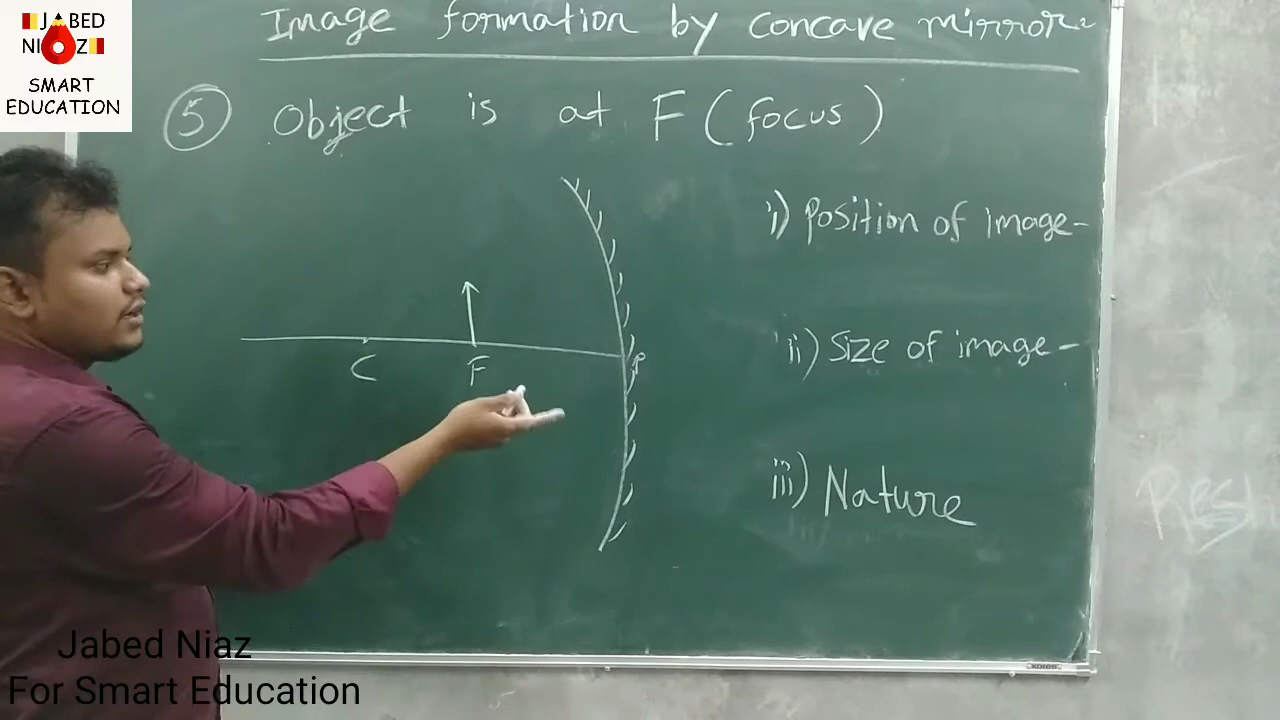 JABED
NIAZ
SMART
EDUCATION
Image formation by concave mirror
5 Object is at F (focus)
i) Position of image-
C F P
ii) Size of image-
iii) Nature
Jabed Niaz
For Smart Education